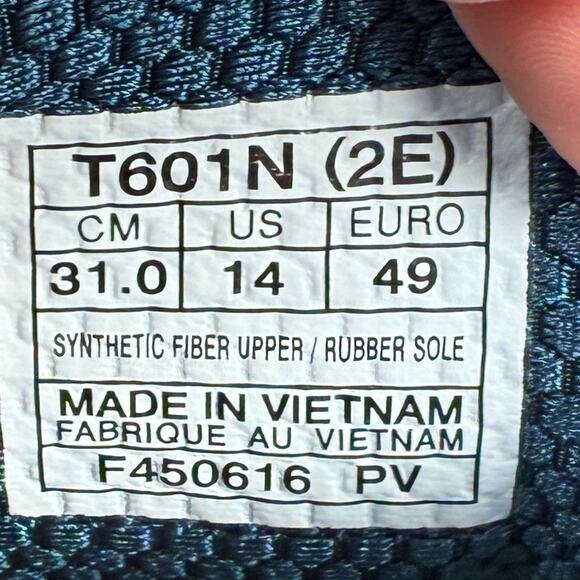 T601N (2E)
CM US EURO
31.0 14 49
SYNTHETIC FIBER UPPER / RUBBER SOLE
MADE IN VIETNAM
FABRIQUE AU VIETNAM
F450616 PV